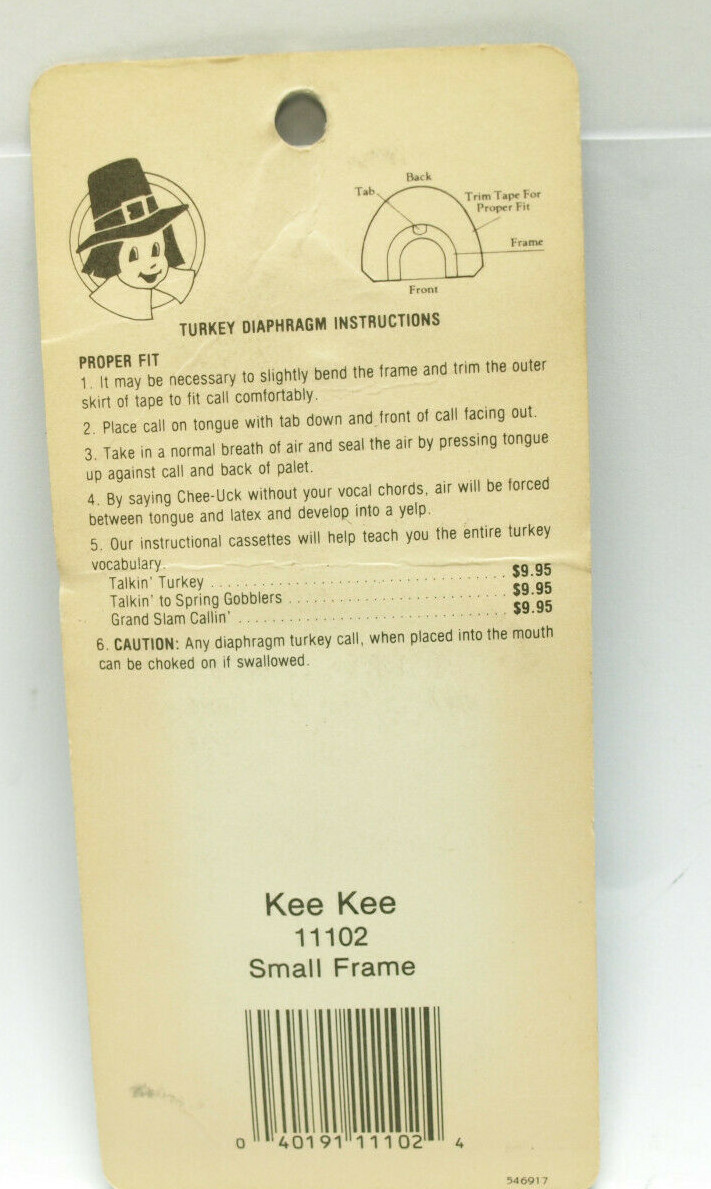 Back
Tab
Trim Tape For
Proper Fit
Frame
Front
TURKEY DIAPHRAGM INSTRUCTIONS
PROPER FIT
1. It may be necessary to slightly bend the frame and trim the outer
skirt of tape to fit call comfortably.
2. Place call on tongue with tab down and front of call facing out.
3. Take in a normal breath of air and seal the air by pressing tongue
up against call and back of palet.
4. By saying Chee-Uck without your vocal chords, air will be forced
between tongue and latex and develop into a yelp.
5. Our instructional cassettes will help teach you the entire turkey
vocabulary.
Talkin' Turkey . . . . . . . . . . . . . . . . . . . . . . . . . . . . . . . . $9.95
Talkin' to Spring Gobblers . . . . . . . . . . . . . . . . . . . . . . . . $9.95
Grand Slam Callin' . . . . . . . . . . . . . . . . . . . . . . . . . . . . . $9.95
6. CAUTION: Any diaphragm turkey call, when placed into the mouth
can be choked on if swallowed.
Kee Kee
11102
Small Frame
0 40191 11102 4
546917